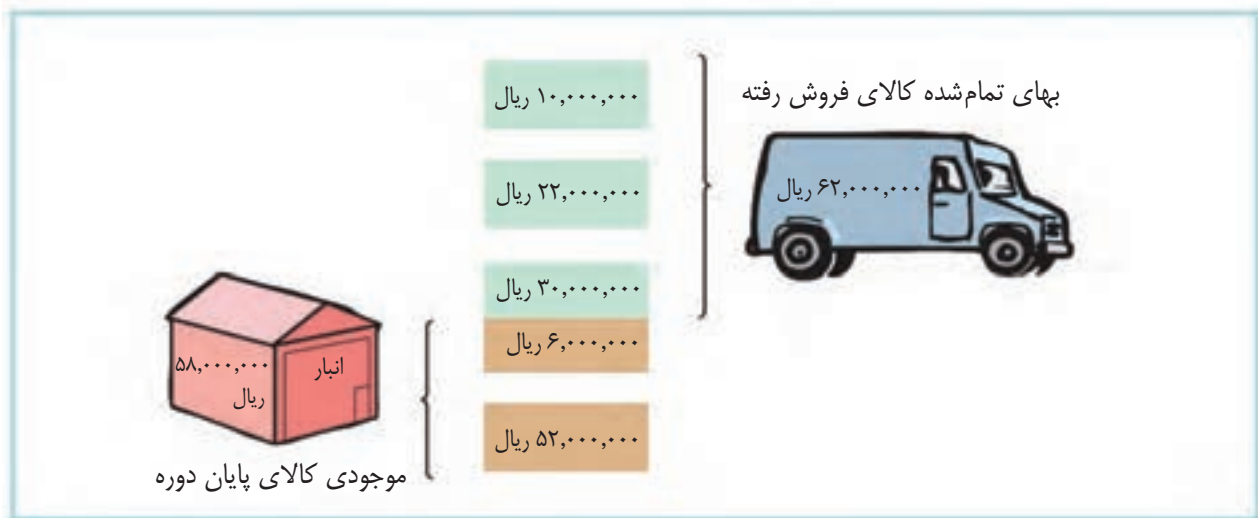 بهای تمام‌شده کالای فروش رفته
۶۲,۰۰۰,۰۰۰ ریال
۱۰,۰۰۰,۰۰۰ ریال
۲۲,۰۰۰,۰۰۰ ریال
۳۰,۰۰۰,۰۰۰ ریال
۶,۰۰۰,۰۰۰ ریال
۵۲,۰۰۰,۰۰۰ ریال
انبار
۵۸,۰۰۰,۰۰۰
ریال
موجودی کالای پایان دوره